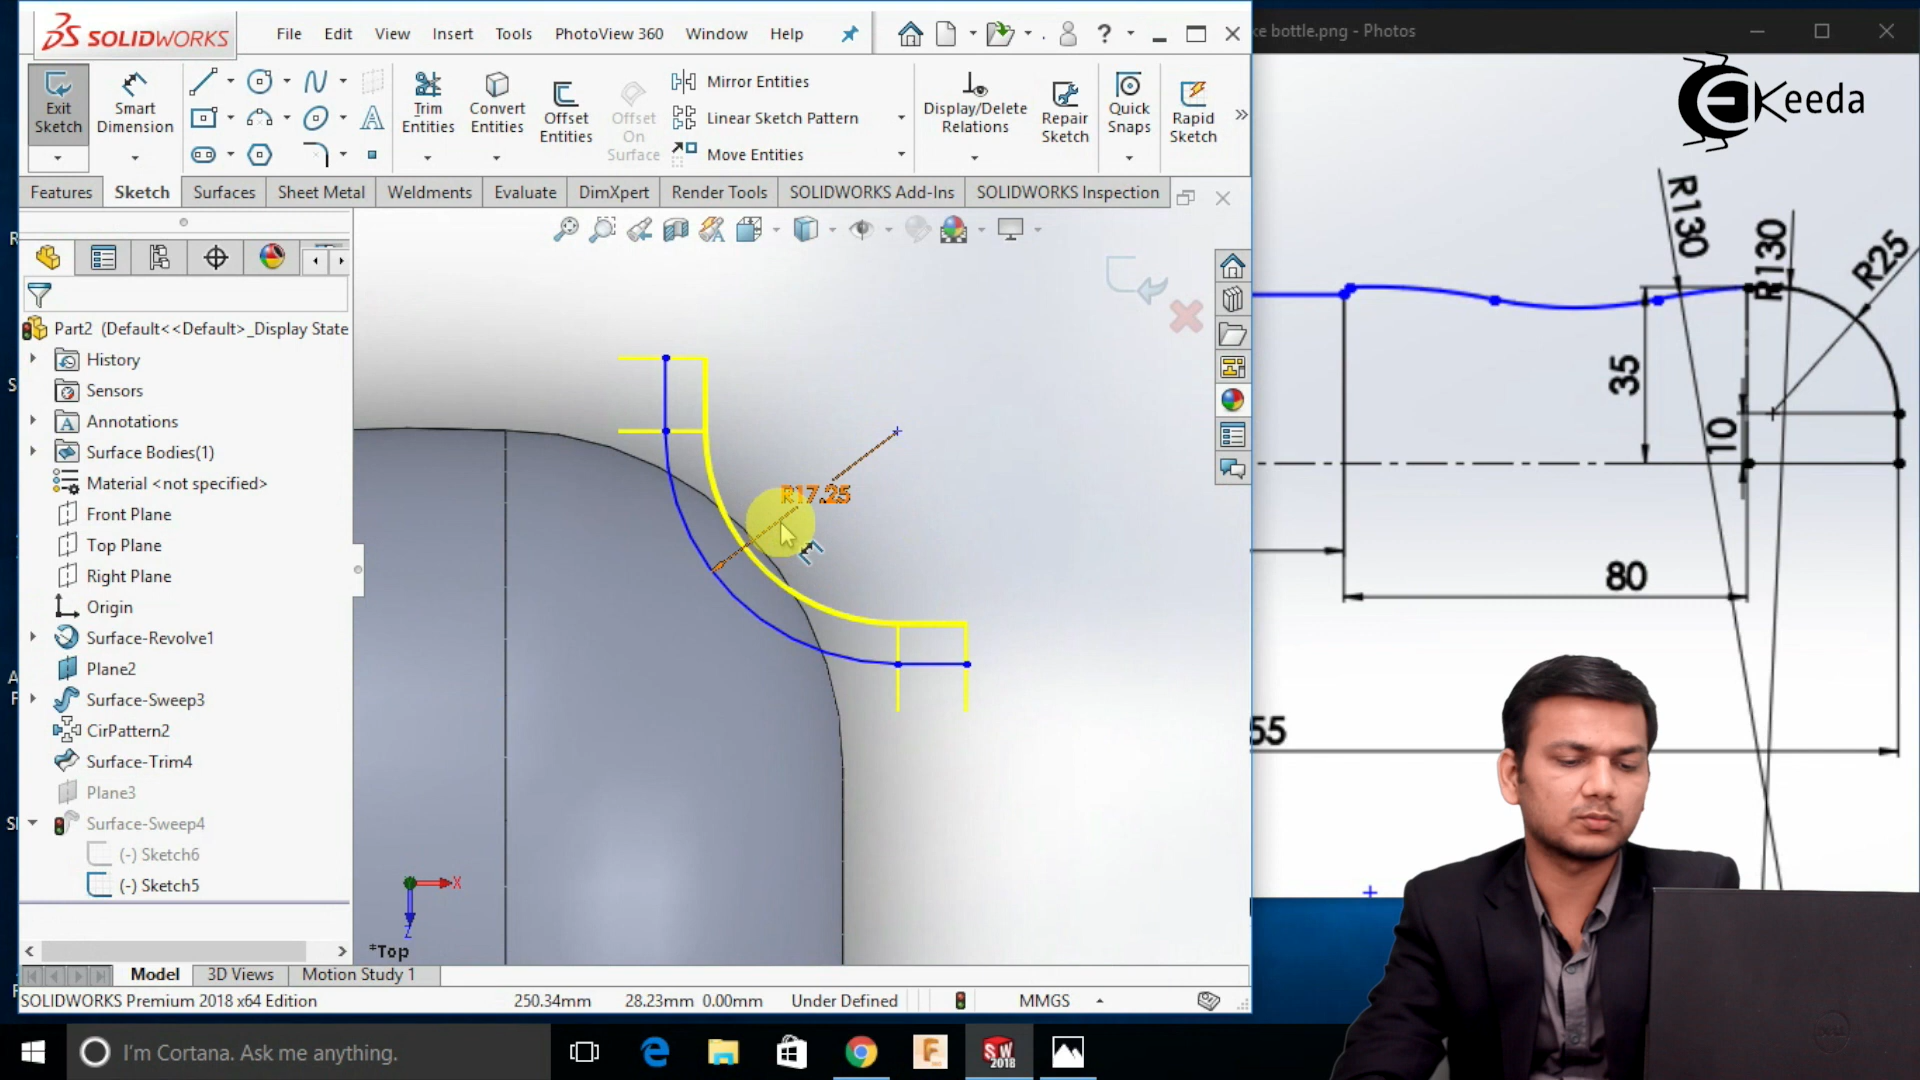 SOLIDWORKS
File Edit View Insert Tools PhotoView 360 Window Help
Exit Sketch
Smart Dimension
Trim Entities
Convert Entities
Offset Entities
Offset On Surface
Mirror Entities
Linear Sketch Pattern
Move Entities
Display/Delete Relations
Repair Sketch
Quick Snaps
Rapid Sketch
Features Sketch Surfaces Sheet Metal Weldments Evaluate DimXpert Render Tools SOLIDWORKS Add-Ins SOLIDWORKS Inspection
Part2 (Default<<Default>_Display State
History
Sensors
Annotations
Surface Bodies(1)
Material <not specified>
Front Plane
Top Plane
Right Plane
Origin
Surface-Revolve1
Plane2
Surface-Sweep3
CirPattern2
Surface-Trim4
Plane3
Surface-Sweep4
(-) Sketch6
(-) Sketch5
R17.25
X
Z
*Top
Model 3D Views Motion Study 1
SOLIDWORKS Premium 2018 x64 Edition 250.34mm 28.23mm 0.00mm Under Defined MMGS
ke bottle.png - Photos
EKeeda
R130
R130
R25
35
10
80
55
I'm Cortana. Ask me anything.
SW
2018
DELL